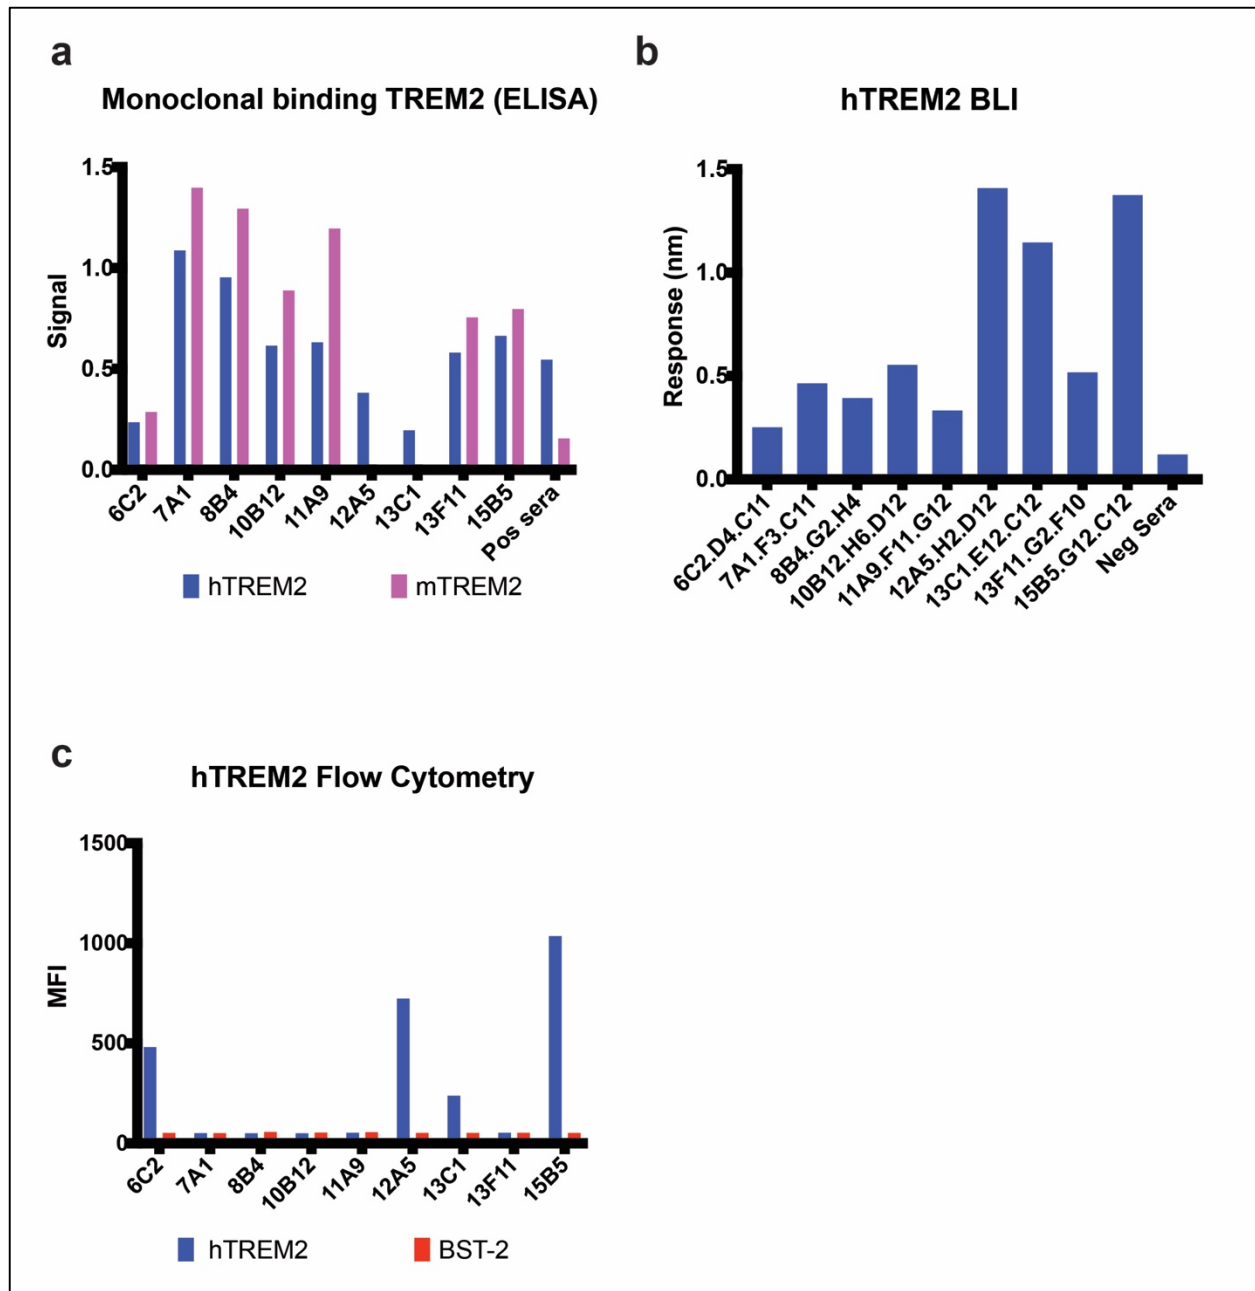 a
Monoclonal binding TREM2 (ELISA)
1.5
1.0
0.5
0.0
Signal
6C2
7A1
8B4
10B12
11A9
12A5
13C1
13F11
15B5
Pos sera
hTREM2
mTREM2
b
hTREM2 BLI
1.5
1.0
0.5
0.0
Response (nm)
6C2.D4.C11
7A1.F3.C11
8B4.G2.H4
10B12.H6.D12
11A9.F11.G12
12A5.H2.D12
13C1.E12.C12
13F11.G2.F10
15B5.G12.C12
Neg Sera
c
hTREM2 Flow Cytometry
1500
1000
500
0
MFI
6C2
7A1
8B4
10B12
11A9
12A5
13C1
13F11
15B5
hTREM2
BST-2